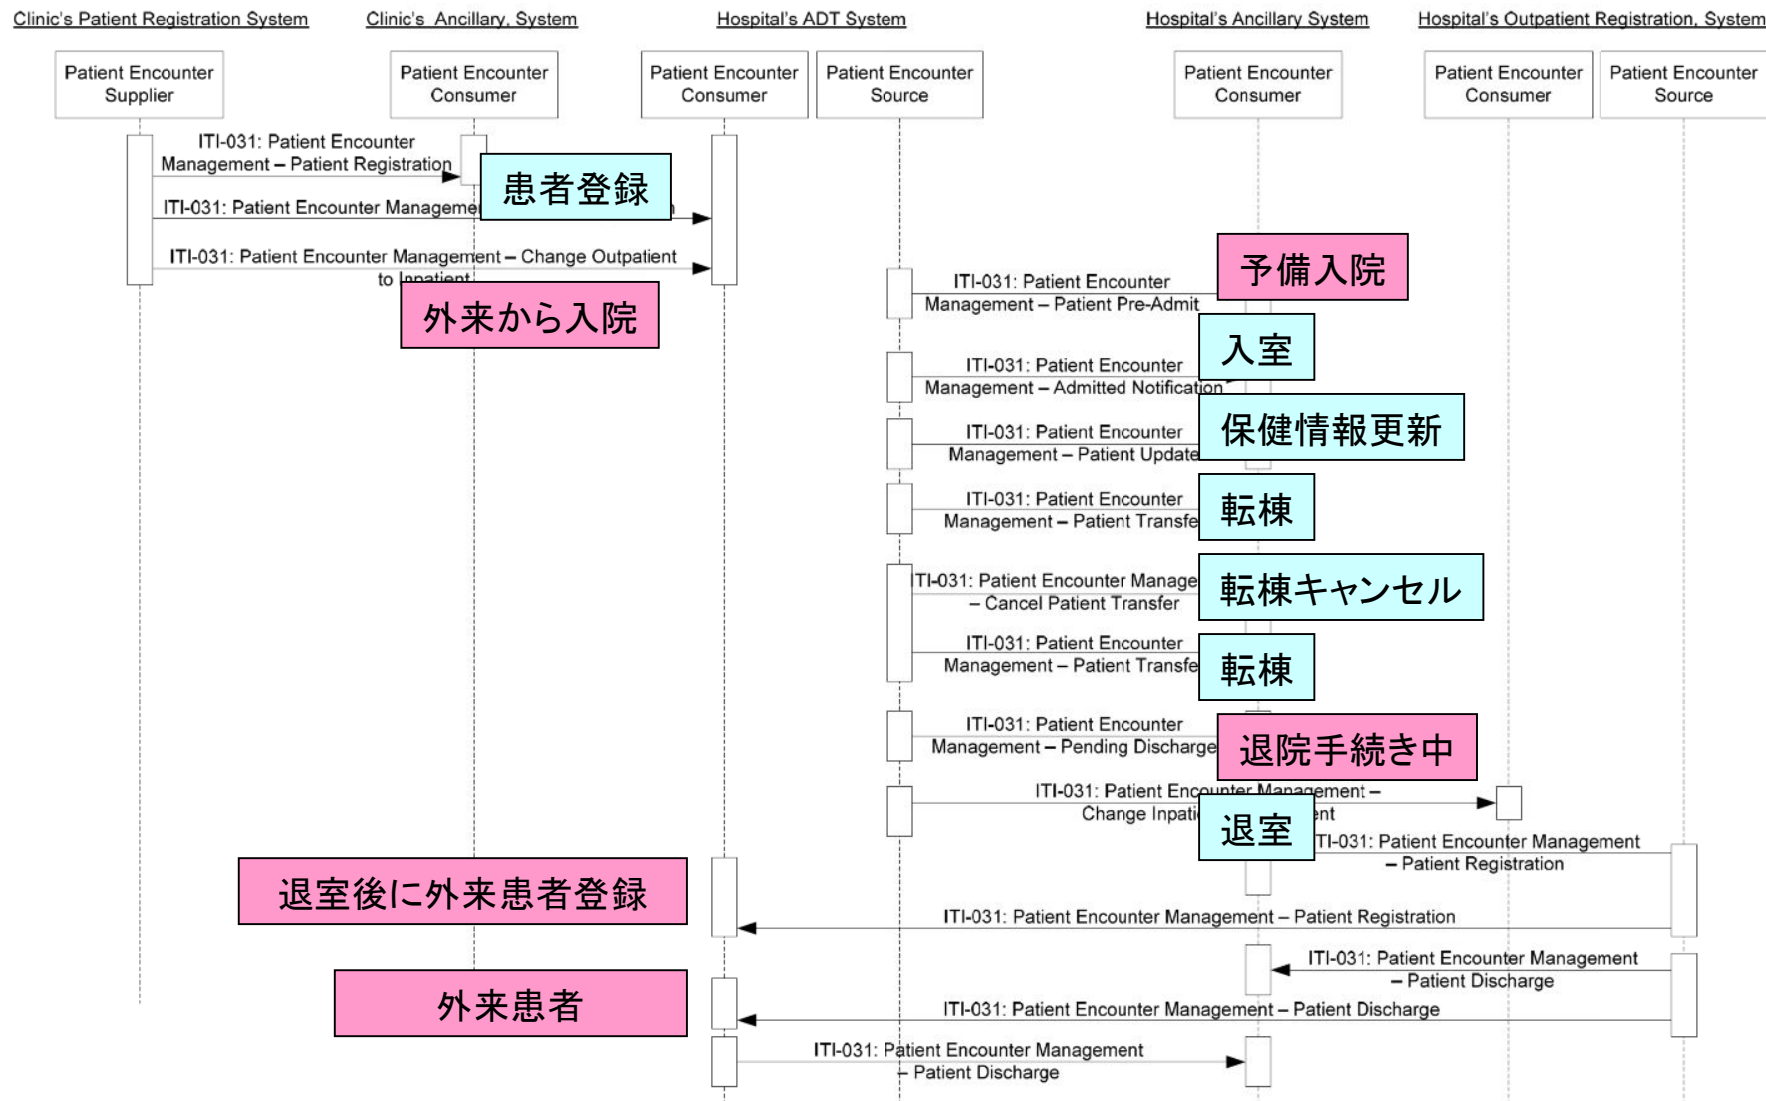 Clinic's Patient Registration System
Clinic's Ancillary, System
Hospital's ADT System
Hospital's Ancillary System
Hospital's Outpatient Registration, System
Patient Encounter
Supplier
Patient Encounter
Consumer
Patient Encounter
Consumer
Patient Encounter
Source
Patient Encounter
Consumer
Patient Encounter
Consumer
Patient Encounter
Source
ITI-031: Patient Encounter
Management – Patient Registration
患者登録
ITI-031: Patient Encounter
ITI-031: Patient Encounter Management – Change Outpatient
to Inpatient
外来から入院
ITI-031: Patient Encounter
Management – Patient Pre-Admit
予備入院
ITI-031: Patient Encounter
Management – Admitted Notification
入室
ITI-031: Patient Encounter
Management – Patient Update
保健情報更新
ITI-031: Patient Encounter
Management – Patient
転棟
ITI-031: Patient Encounter
– Cancel Patient Transfer
転棟キャンセル
ITI-031: Patient Encounter
Management – Patient
転棟
ITI-031: Patient Encounter
Management – Pending Discharge
退院手続き中
ITI-031: Patient Encounter Management –
Change
退室
ITI-031: Patient Encounter Management
– Patient Registration
退室後に外来患者登録
ITI-031: Patient Encounter Management – Patient Registration
ITI-031: Patient Encounter Management
– Patient Discharge
外来患者
ITI-031: Patient Encounter Management – Patient Discharge
ITI-031: Patient Encounter Management
– Patient Discharge